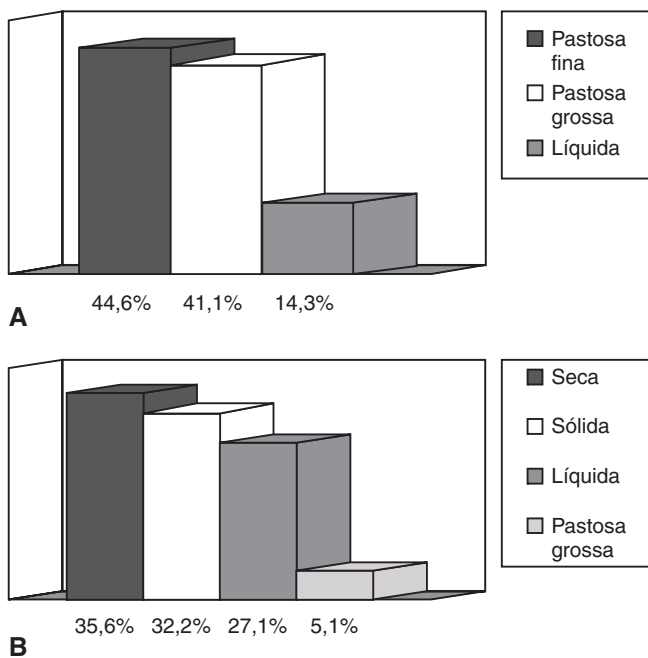 Pastosa
fina
Pastosa
grossa
Líquida
44,6% 41,1% 14,3%
A
Seca
Sólida
Líquida
Pastosa
grossa
35,6% 32,2% 27,1% 5,1%
B